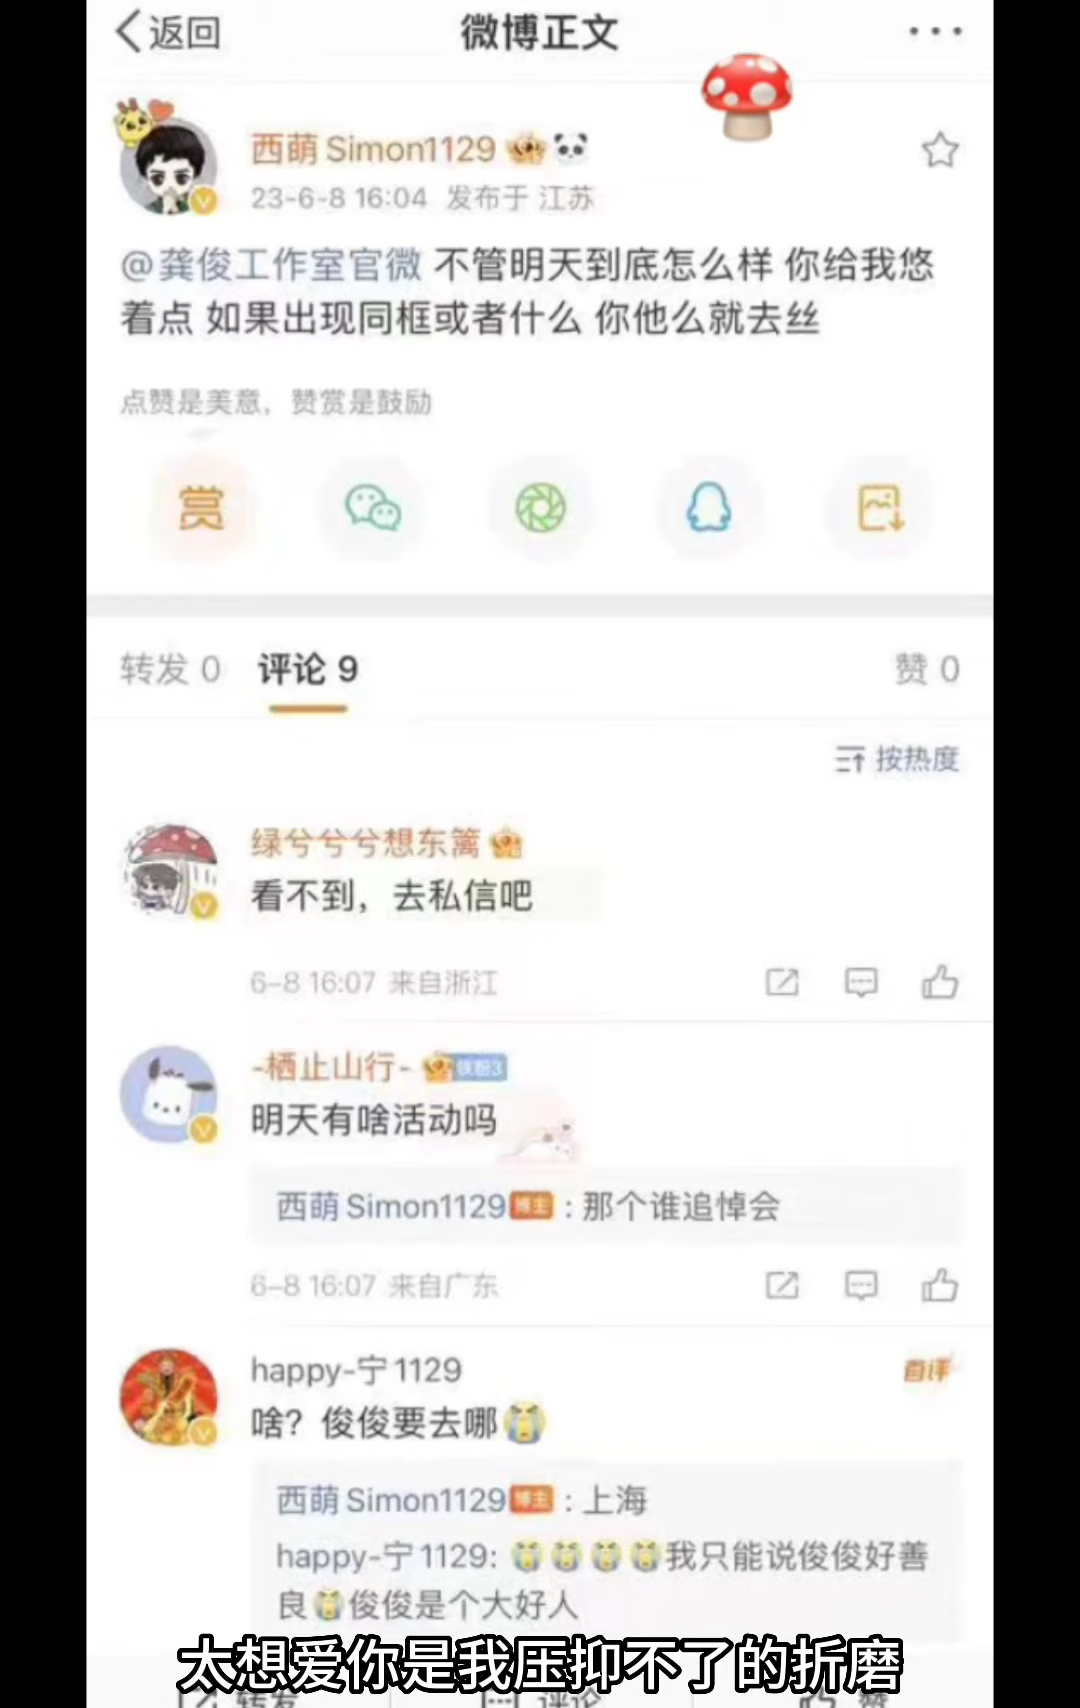 返回
微博正文
西萌Simon1129
23-6-8 16:04 发布于 江苏
@龚俊工作室官微 不管明天到底怎么样 你给我悠
着点 如果出现同框或者什么 你他么就去丝
点赞是美意，赞赏是鼓励
赏
转发 0 评论 9 赞 0
按热度
绿兮兮兮想东篱
看不到，去私信吧
6-8 16:07 来自浙江
-栖止山行- 铁粉3
明天有啥活动吗
西萌Simon1129 博主：那个谁追悼会
6-8 16:07 来自广东
happy-宁1129 首评
啥？俊俊要去哪
西萌Simon1129 博主：上海
happy-宁1129: 我只能说俊俊好善
良俊俊是个大好人
太想爱你是我压抑不了的折磨
转发 评论 赞